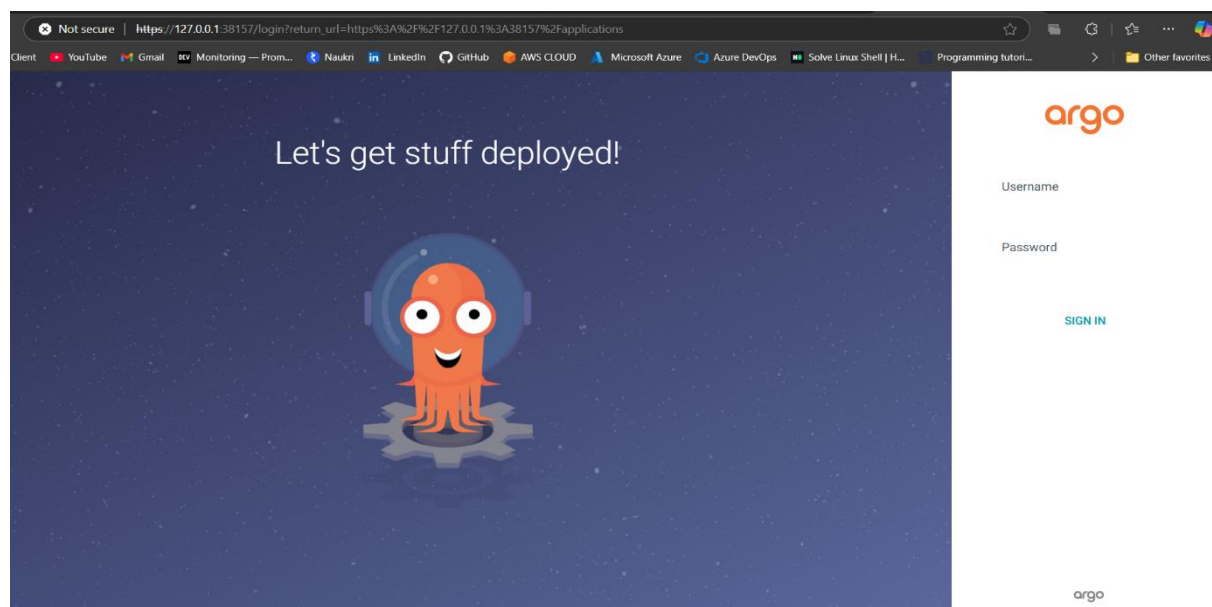 Not secure | https://127.0.0.1:38157/login?return_url=https%3A%2F%2F127.0.0.1%3A38157%2Fapplications
Client YouTube Gmail DEV Monitoring — Prom... Naukri in LinkedIn GitHub AWS CLOUD Microsoft Azure Azure DevOps Solve Linux Shell | H... Programming tutori... > Other favorites
argo
Let's get stuff deployed!
Username
Password
SIGN IN
argo